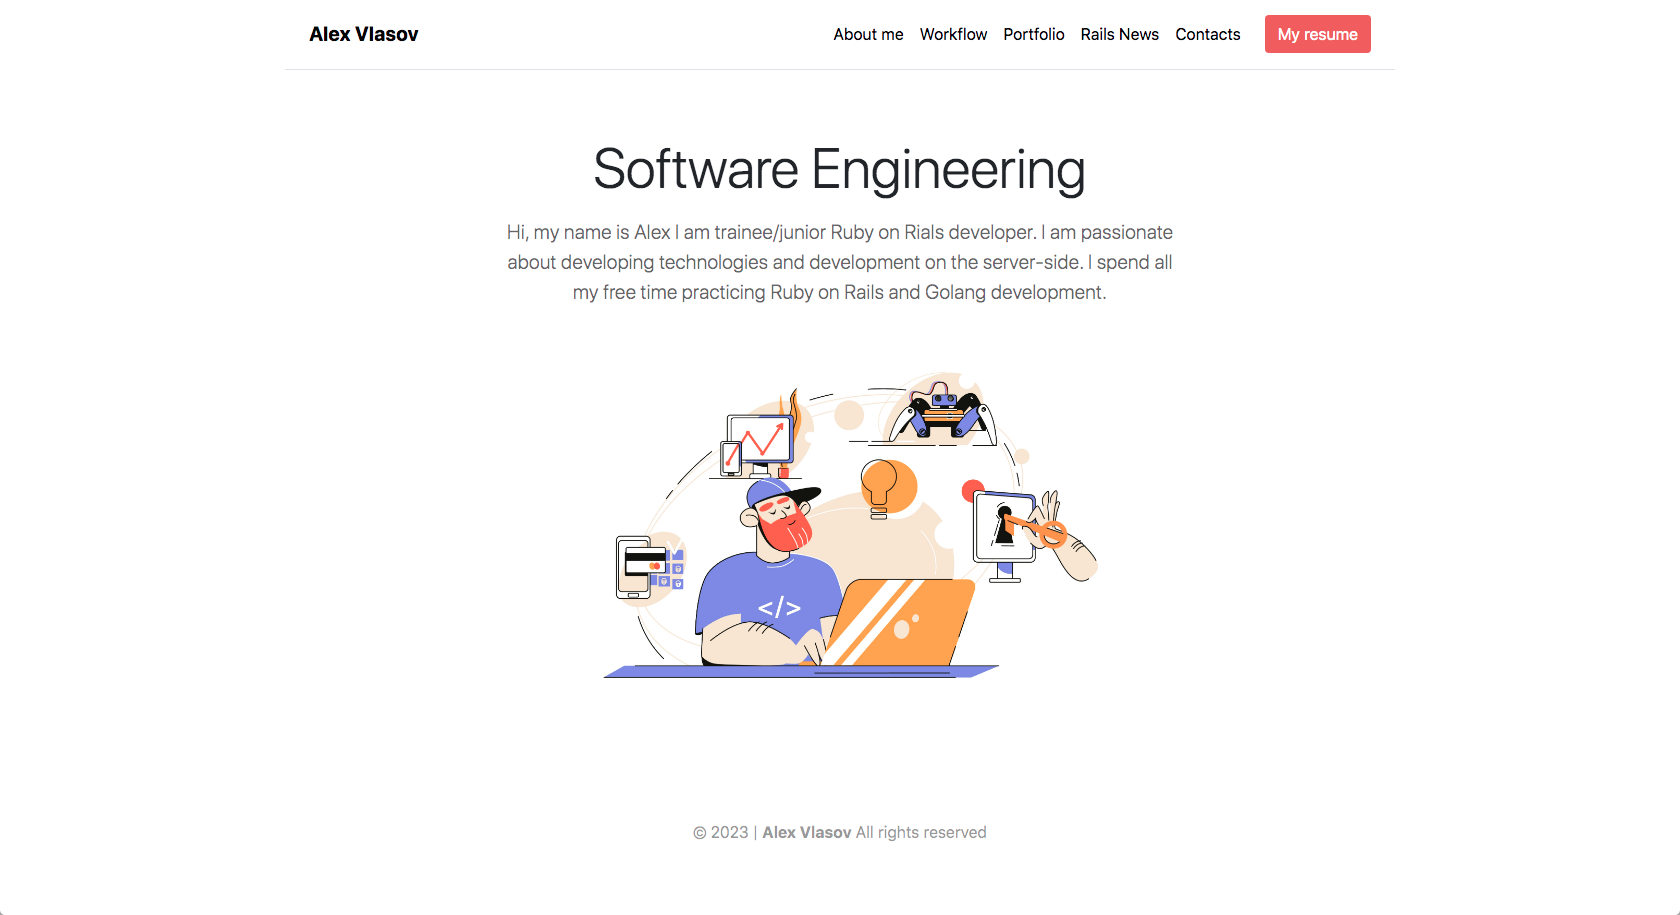 Alex Vlasov
About me Workflow Portfolio Rails News Contacts My resume
Software Engineering
Hi, my name is Alex I am trainee/junior Ruby on Rials developer. I am passionate
about developing technologies and development on the server-side. I spend all
my free time practicing Ruby on Rails and Golang development.
</>
© 2023 | Alex Vlasov All rights reserved